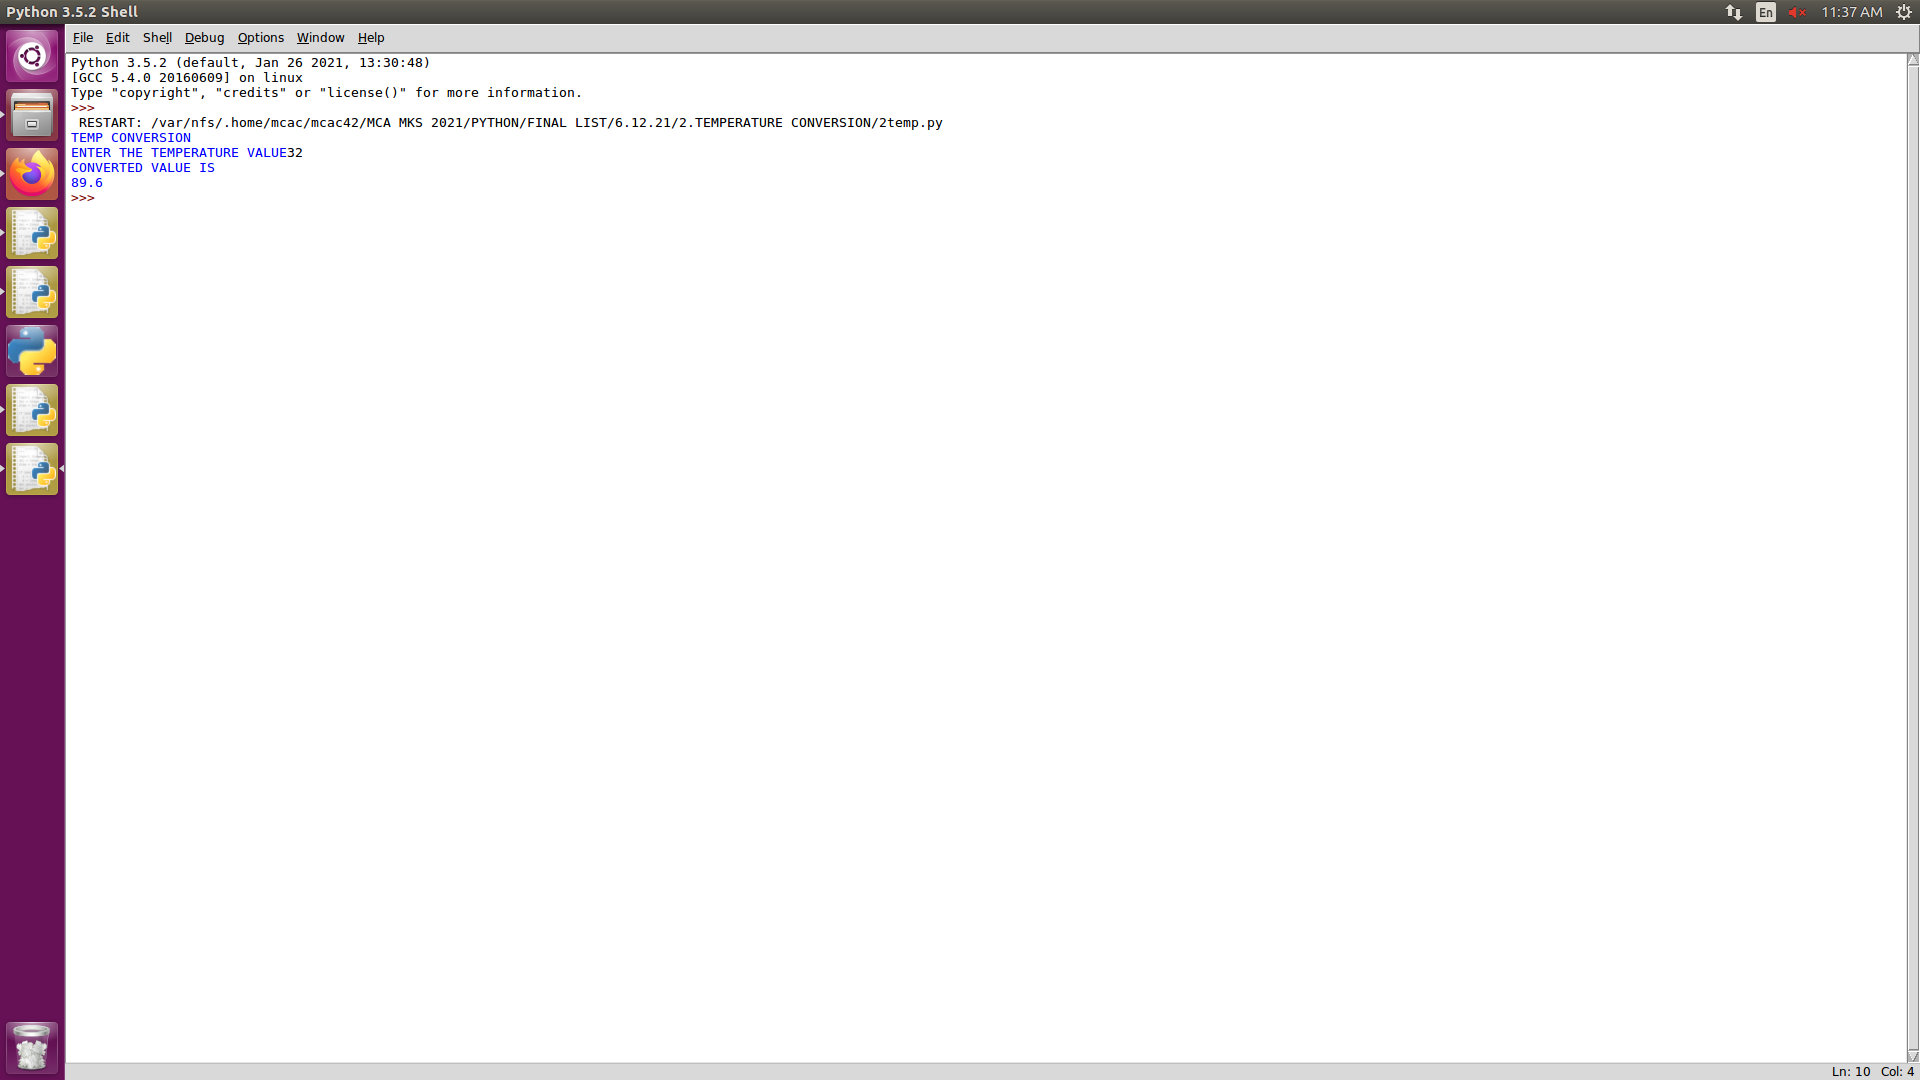 Python 3.5.2 Shell
En 11:37 AM
File Edit Shell Debug Options Window Help
Python 3.5.2 (default, Jan 26 2021, 13:30:48)
[GCC 5.4.0 20160609] on linux
Type "copyright", "credits" or "license()" for more information.
>>>
 RESTART: /var/nfs/.home/mcac/mcac42/MCA MKS 2021/PYTHON/FINAL LIST/6.12.21/2.TEMPERATURE CONVERSION/2temp.py
TEMP CONVERSION
ENTER THE TEMPERATURE VALUE32
CONVERTED VALUE IS
89.6
>>>
Ln: 10 Col: 4